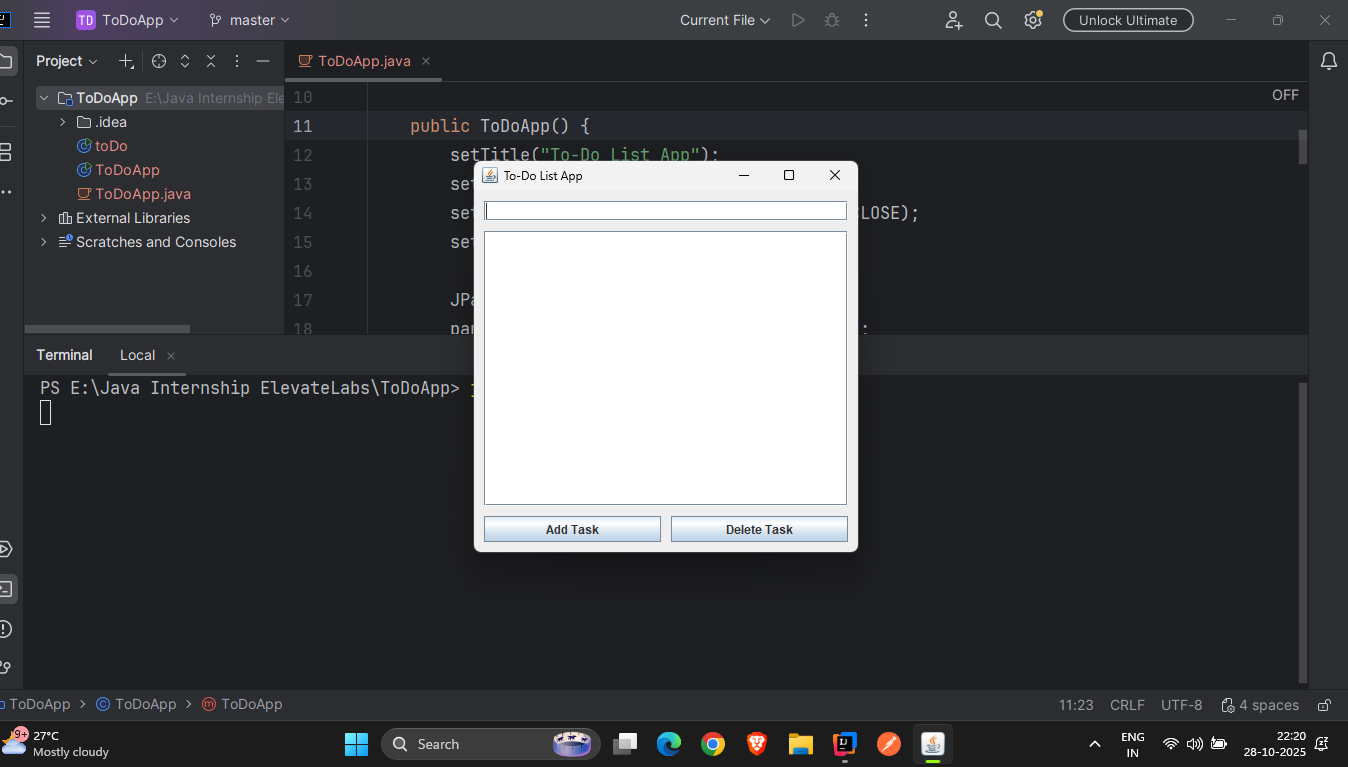 TD ToDoApp master Current File Unlock Ultimate
Project
ToDoApp.java
ToDoApp E:\Java Internship Ele
.idea
toDo
ToDoApp
ToDoApp.java
External Libraries
Scratches and Consoles
OFF
10
11 public ToDoApp() {
12 setTitle("To-Do List App");
13 set
14 set CLOSE);
15 set
16
17 JPa
18 pan ;
To-Do List App
Add Task Delete Task
Terminal Local
PS E:\Java Internship ElevateLabs\ToDoApp>
ToDoApp > ToDoApp > ToDoApp 11:23 CRLF UTF-8 4 spaces
9+
27°C
Mostly cloudy
Search
ENG
IN
22:20
28-10-2025